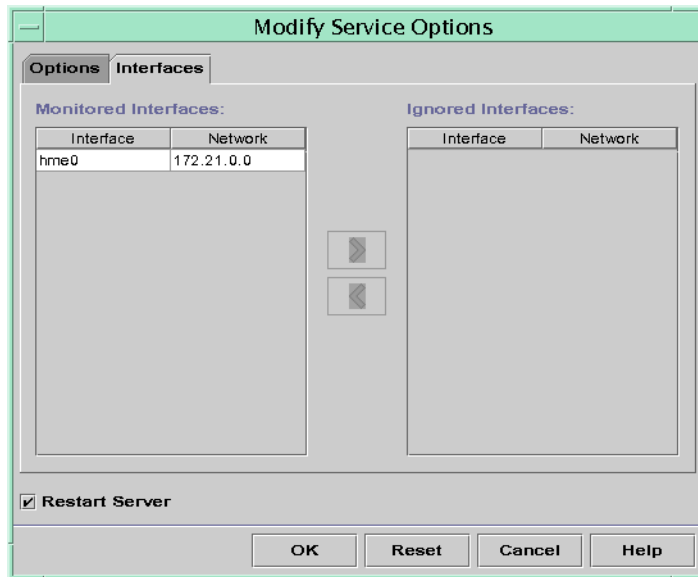 Modify Service Options
Options Interfaces
Monitored Interfaces: Ignored Interfaces:
Interface Network Interface Network
hme0 172.21.0.0
Restart Server
OK Reset Cancel Help